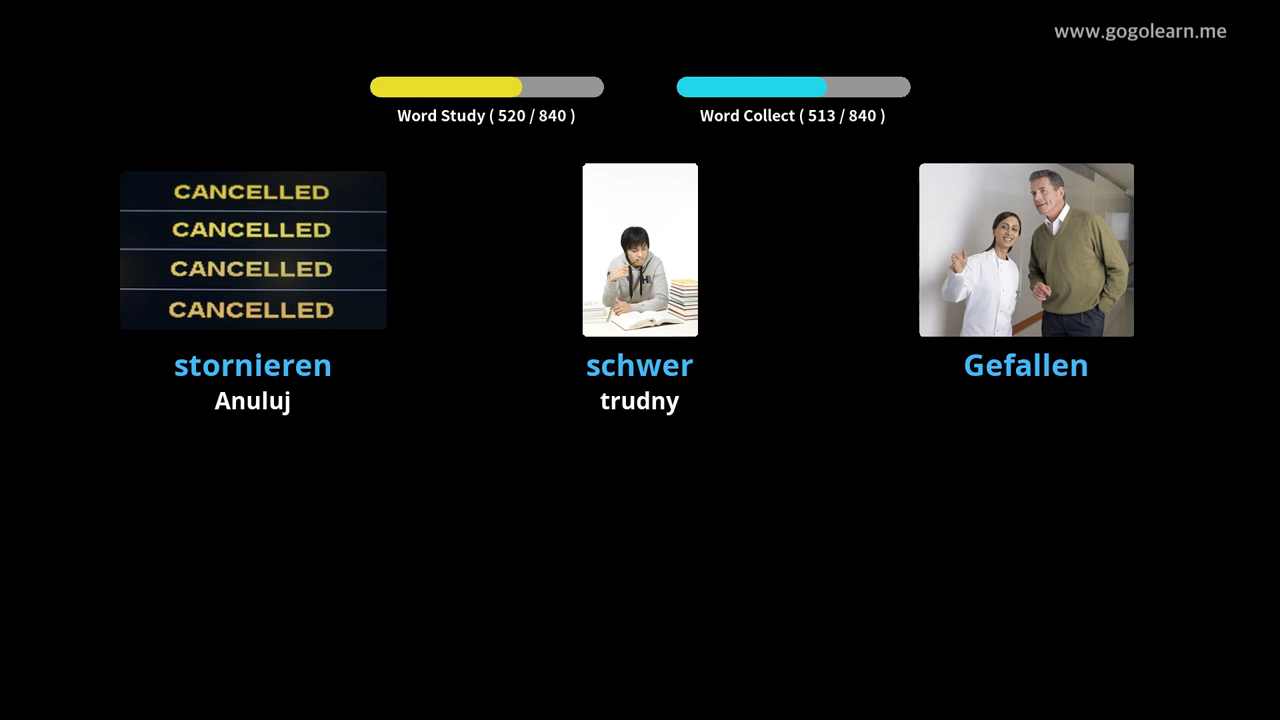 www.gogolearn.me
Word Study ( 520 / 840 )
Word Collect ( 513 / 840 )
CANCELLED
CANCELLED
CANCELLED
CANCELLED
stornieren
Anuluj
schwer
trudny
Gefallen